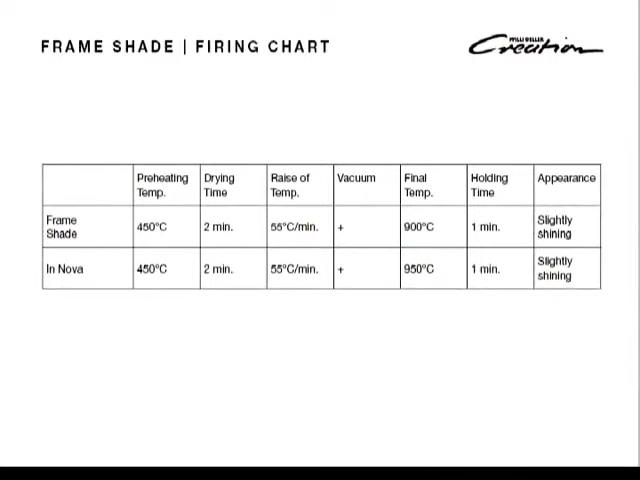 FRAME SHADE | FIRING CHART
WILLI GELLER
Creation
Preheating Temp. Drying Time Raise of Temp. Vacuum Final Temp. Holding Time Appearance
Frame Shade 450°C 2 min. 55°C/min. + 900°C 1 min. Slightly shining
In Nova 450°C 2 min. 55°C/min. + 950°C 1 min. Slightly shining